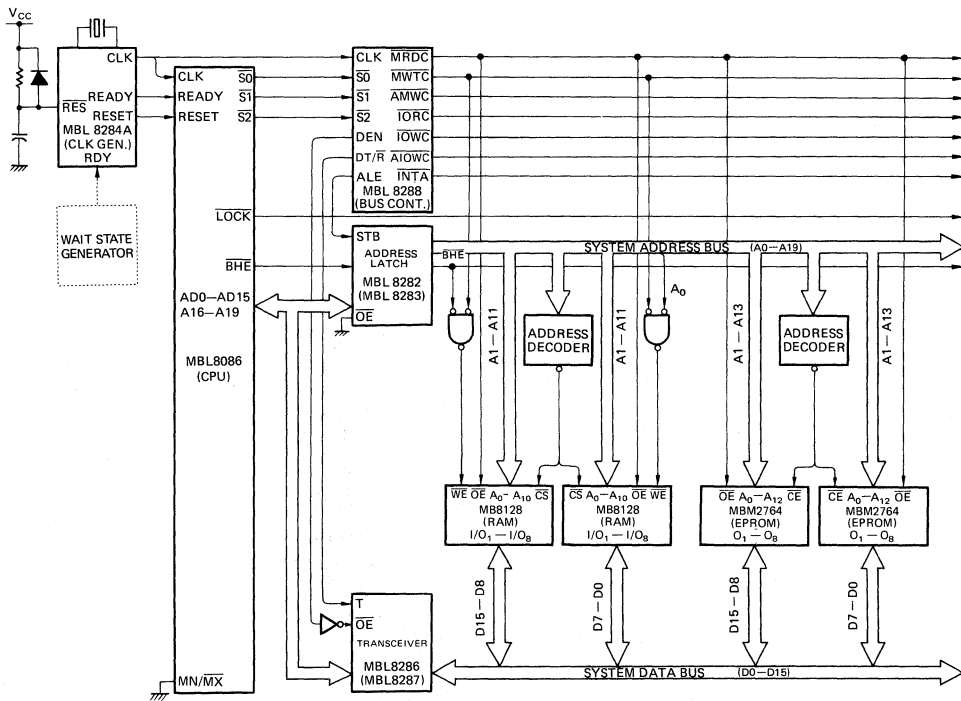 VCC
CLK
READY
RES
RESET
MBL 8284A
(CLK GEN.)
RDY
WAIT STATE
GENERATOR
CLK
READY
RESET
S0
S1
S2
LOCK
BHE
AD0—AD15
A16—A19
MBL8086
(CPU)
MN/MX
CLK MRDC
S0 MWTC
S1 AMWC
S2 IORC
DEN IOWC
DT/R AIOWC
ALE INTA
MBL 8288
(BUS CONT.)
STB
ADDRESS
LATCH
MBL 8282
(MBL 8283)
OE
BHE
SYSTEM ADDRESS BUS (A0—A19)
A0
A1—A11
ADDRESS
DECODER
A1—A11
A1—A13
ADDRESS
DECODER
A1—A13
WE OE A0-A10 CS
MB8128
(RAM)
I/O1—I/O8
CS A0-A10 OE WE
MB8128
(RAM)
I/O1—I/O8
OE A0-A12 CE
MBM2764
(EPROM)
O1—O8
CE A0-A12 OE
MBM2764
(EPROM)
O1—O8
D15—D8
D7—D0
D15—D8
D7—D0
T
OE
TRANSCEIVER
MBL8286
(MBL8287)
SYSTEM DATA BUS (D0—D15)